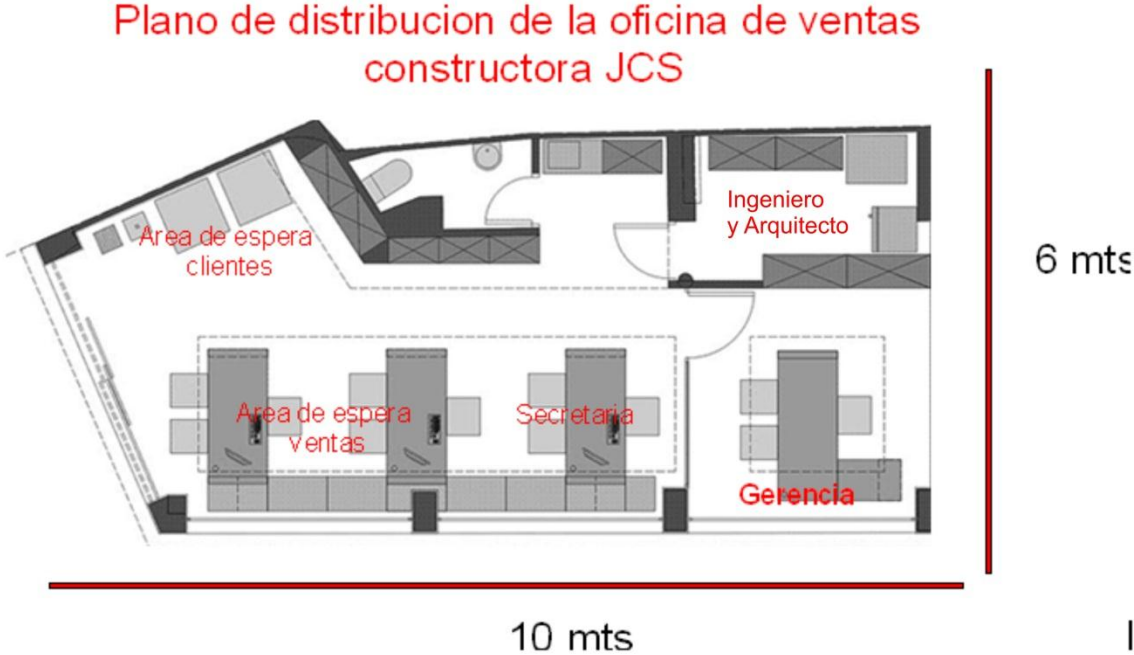 Plano de distribucion de la oficina de ventas
constructora JCS
Ingeniero
y Arquitecto
Area de espera
clientes
6 mts
Area de espera
ventas
Secretaria
Gerencia
10 mts